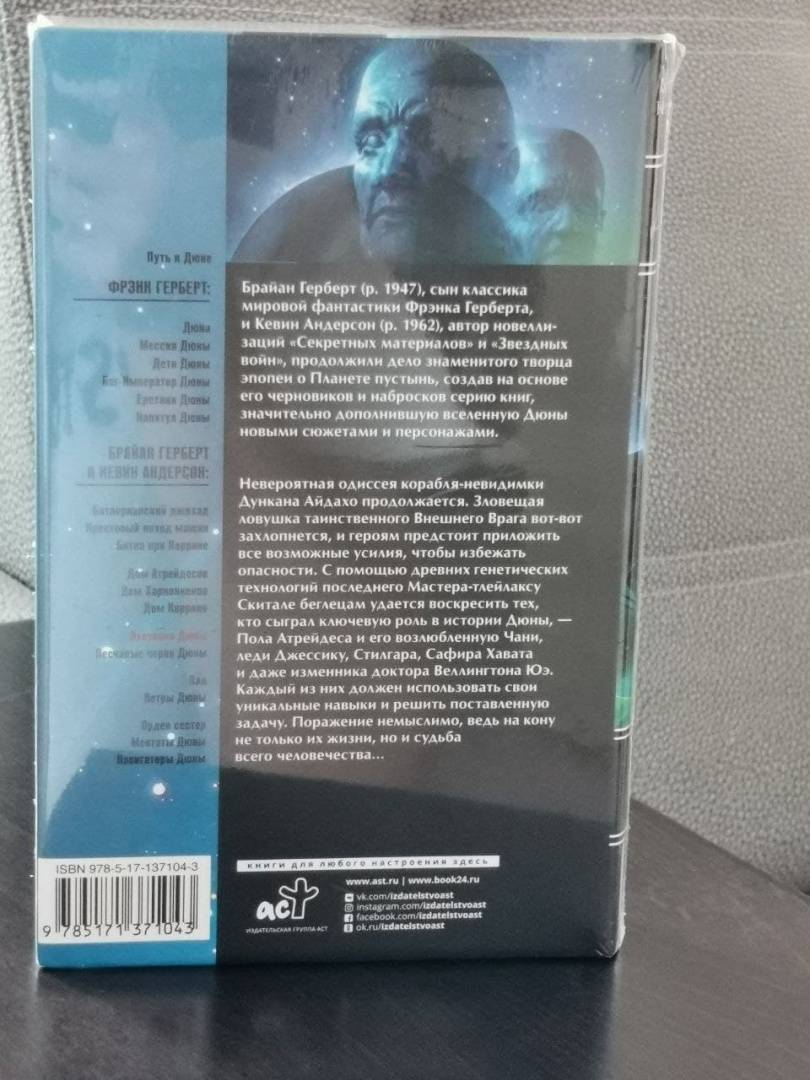 Путь к Дюне
ФРЭНК ГЕРБЕРТ:
Дюна
Мессия Дюны
Дети Дюны
Бог-Император Дюны
Еретики Дюны
Капитул Дюны
БРАЙАН ГЕРБЕРТ
И КЕВИН АНДЕРСОН:
Батлерианский джихад
Крестовый поход машин
Битва при Коррине
Дом Атрейдесов
Дом Харконненов
Дом Коррино
Охотники Дюны
Песчаные черви Дюны
Пол
Ветры Дюны
Орден сестер
Ментаты Дюны
Навигаторы Дюны
Брайан Герберт (р. 1947), сын классика
мировой фантастики Фрэнка Герберта,
и Кевин Андерсон (р. 1962), автор новелли-
заций «Секретных материалов» и «Звездных
войн», продолжили дело знаменитого творца
эпопеи о Планете пустынь, создав на основе
его черновиков и набросков серию книг,
значительно дополнившую вселенную Дюны
новыми сюжетами и персонажами.
Невероятная одиссея корабля-невидимки
Дункана Айдахо продолжается. Зловещая
ловушка таинственного Внешнего Врага вот-вот
захлопнется, и героям предстоит приложить
все возможные усилия, чтобы избежать
опасности. С помощью древних генетических
технологий последнего Мастера-тлейлаксу
Скитале беглецам удается воскресить тех,
кто сыграл ключевую роль в истории Дюны, —
Пола Атрейдеса и его возлюбленную Чани,
леди Джессику, Стилгара, Сафира Хавата
и даже изменника доктора Веллингтона Юэ.
Каждый из них должен использовать свои
уникальные навыки и решить поставленную
задачу. Поражение немыслимо, ведь на кону
не только их жизни, но и судьба
всего человечества...
ISBN 978-5-17-137104-3
9 785171 371043
книги для любого настроения здесь
аст
ИЗДАТЕЛЬСКАЯ ГРУППА АСТ
www.ast.ru | www.book24.ru
vk.com/izdatelstvoast
instagram.com/izdatelstvoast
facebook.com/izdatelstvoast
ok.ru/izdatelstvoast